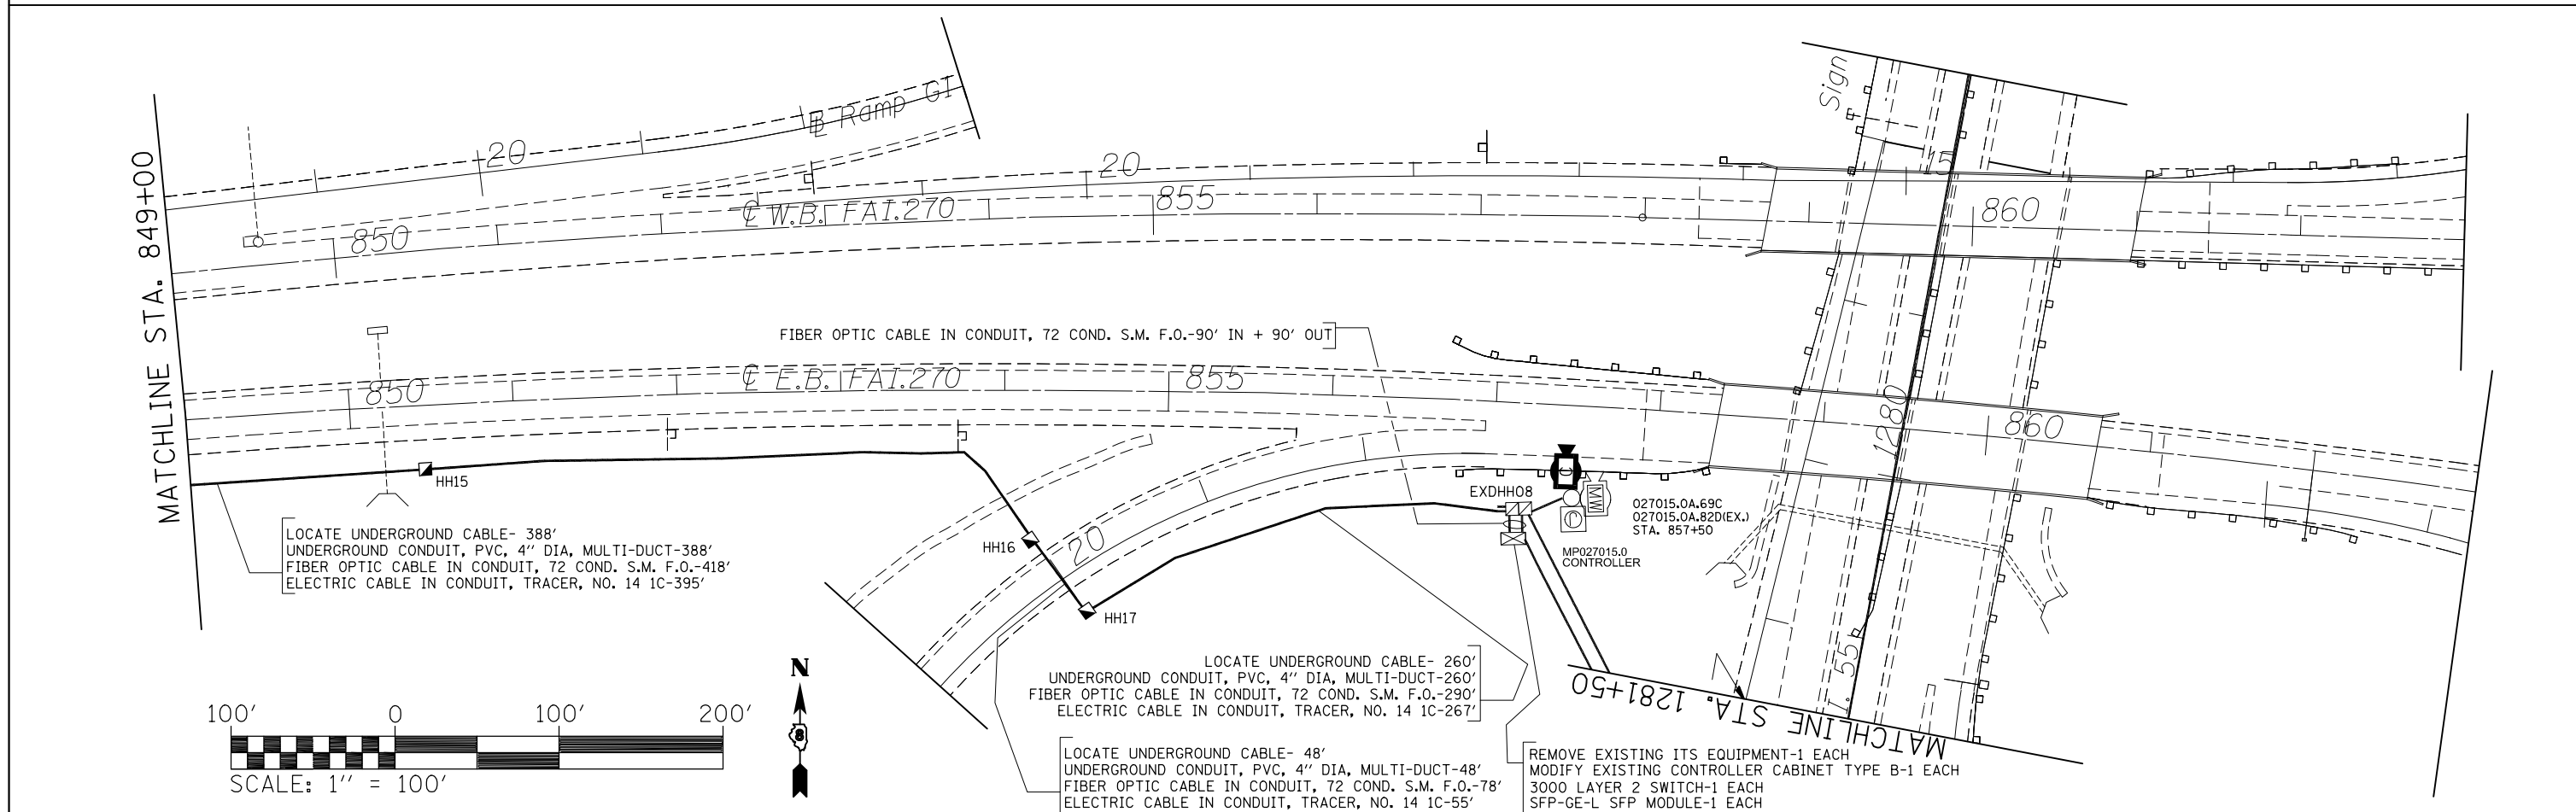 Sign
℄ Ramp G1
20
15
20
MATCHLINE STA. 849+00
850
℄ W.B. FAI.270
855
860
FIBER OPTIC CABLE IN CONDUIT, 72 COND. S.M. F.O.-90' IN + 90' OUT
850
℄ E.B. FAI.270
855
1280
860
HH15
EXDHH08
C
MW
027015.0A.69C
027015.0A.82D(EX.)
STA. 857+50
LOCATE UNDERGROUND CABLE- 388'
UNDERGROUND CONDUIT, PVC, 4" DIA, MULTI-DUCT-388'
FIBER OPTIC CABLE IN CONDUIT, 72 COND. S.M. F.O.-418'
ELECTRIC CABLE IN CONDUIT, TRACER, NO. 14 1C-395'
HH16
20
MP027015.0
CONTROLLER
HH17
LOCATE UNDERGROUND CABLE- 260'
UNDERGROUND CONDUIT, PVC, 4" DIA, MULTI-DUCT-260'
FIBER OPTIC CABLE IN CONDUIT, 72 COND. S.M. F.O.-290'
ELECTRIC CABLE IN CONDUIT, TRACER, NO. 14 1C-267'
MATCHLINE STA. 1281+50
100' 0 100' 200'
SCALE: 1" = 100'
N
8
LOCATE UNDERGROUND CABLE- 48'
UNDERGROUND CONDUIT, PVC, 4" DIA, MULTI-DUCT-48'
FIBER OPTIC CABLE IN CONDUIT, 72 COND. S.M. F.O.-78'
ELECTRIC CABLE IN CONDUIT, TRACER, NO. 14 1C-55'
REMOVE EXISTING ITS EQUIPMENT-1 EACH
MODIFY EXISTING CONTROLLER CABINET TYPE B-1 EACH
3000 LAYER 2 SWITCH-1 EACH
SFP-GE-L SFP MODULE-1 EACH